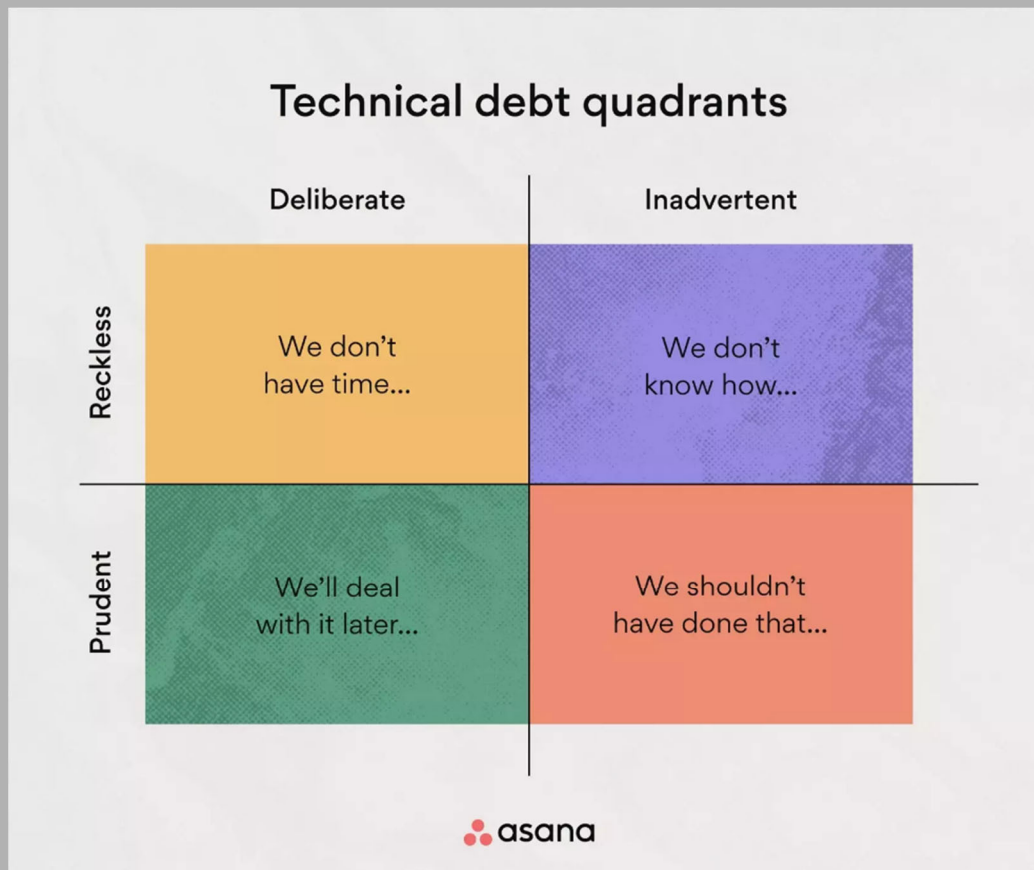 Technical debt quadrants
Deliberate
Inadvertent
Reckless
We don’t
have time...
We don’t
know how...
Prudent
We’ll deal
with it later...
We shouldn’t
have done that...
asana